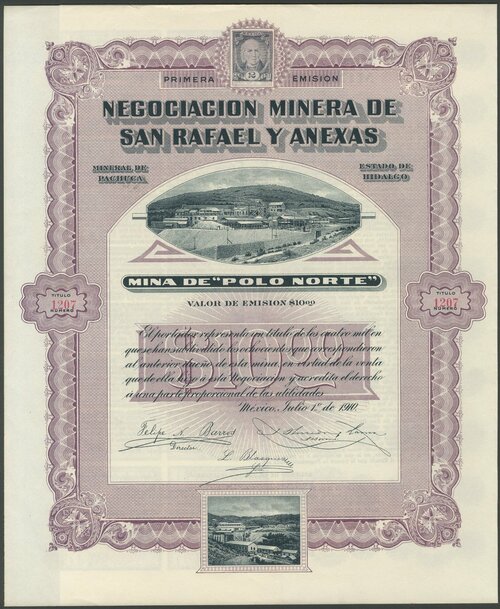 PRIMERA EMISION
NEGOCIACION MINERA DE
SAN RAFAEL Y ANEXAS
MINERAL DE
PACHUCA
ESTADO DE
HIDALGO
MINA DE "POLO NORTE"
VALOR DE EMISION $10.00
TITULO
1207
NUMERO
TITULO
1207
NUMERO
El portador representa un título de los cuatro mil en
que se han subdividido los ochocientos que correspondieron
al anterior dueño de esta mina en virtud de la venta
que de ella hizo á esta Negociación y acredita el derecho
á una parte proporcional de las utilidades
México, Julio 1º de 1910.
Felipe N. Barros
Director